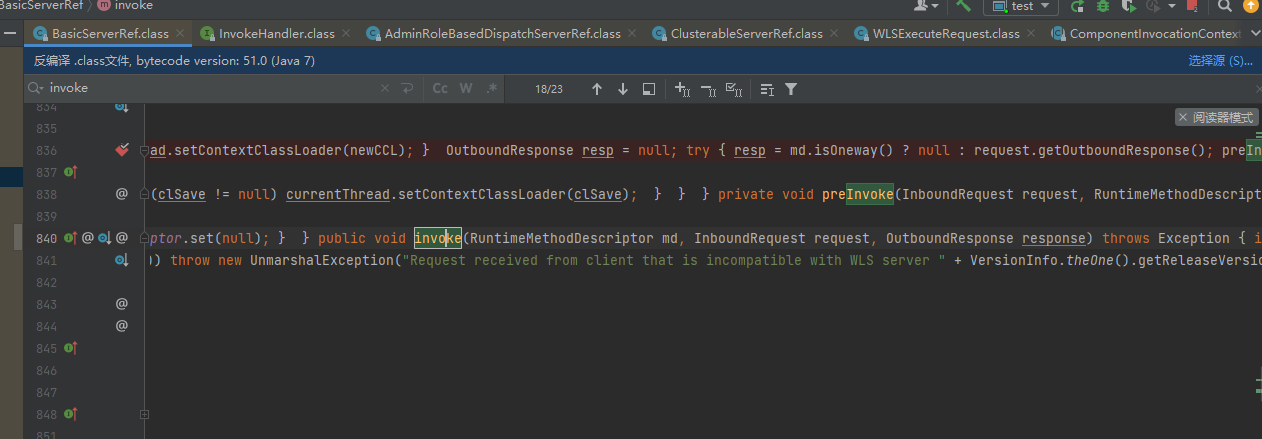 BasicServerRef invoke test
BasicServerRef.class InvokeHandler.class AdminRoleBasedDispatchServerRef.class ClusterableServerRef.class WLSExecuteRequest.class ComponentInvocationContext
反编译 .class文件, bytecode version: 51.0 (Java 7) 选择源 (S)...
invoke Cc W .* 18/23
834
835 阅读器模式
836 ad.setContextClassLoader(newCCL); } OutboundResponse resp = null; try { resp = md.isOneway() ? null : request.getOutboundResponse(); preIn
837
838 @ (clSave != null) currentThread.setContextClassLoader(clSave); } } } private void preInvoke(InboundRequest request, RuntimeMethodDescript
839
840 @ @ ptor.set(null); } } public void invoke(RuntimeMethodDescriptor md, InboundRequest request, OutboundResponse response) throws Exception { i
841 )) throw new UnmarshalException("Request received from client that is incompatible with WLS server " + VersionInfo.theOne().getReleaseVersio
842
843 @
844 @
845
846
847
848
851